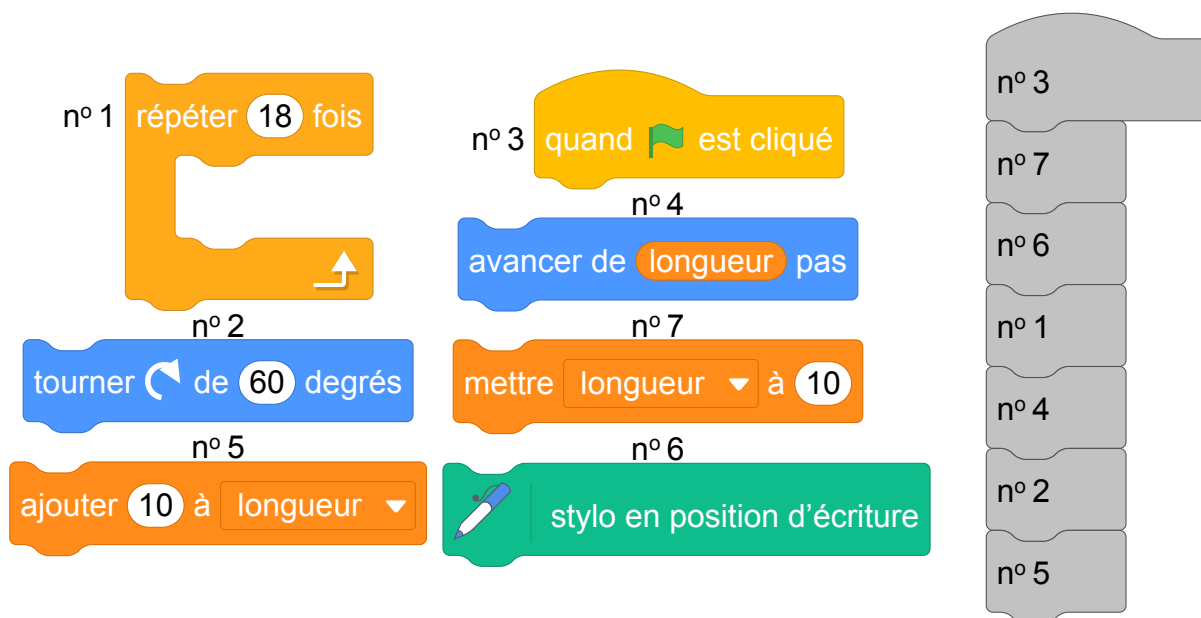 nº 1 répéter 18 fois
nº 2
tourner de 60 degrés
nº 5
ajouter 10 à longueur
nº 3 quand est cliqué
nº 4
avancer de longueur pas
nº 7
mettre longueur à 10
nº 6
stylo en position d’écriture
nº 3
nº 7
nº 6
nº 1
nº 4
nº 2
nº 5